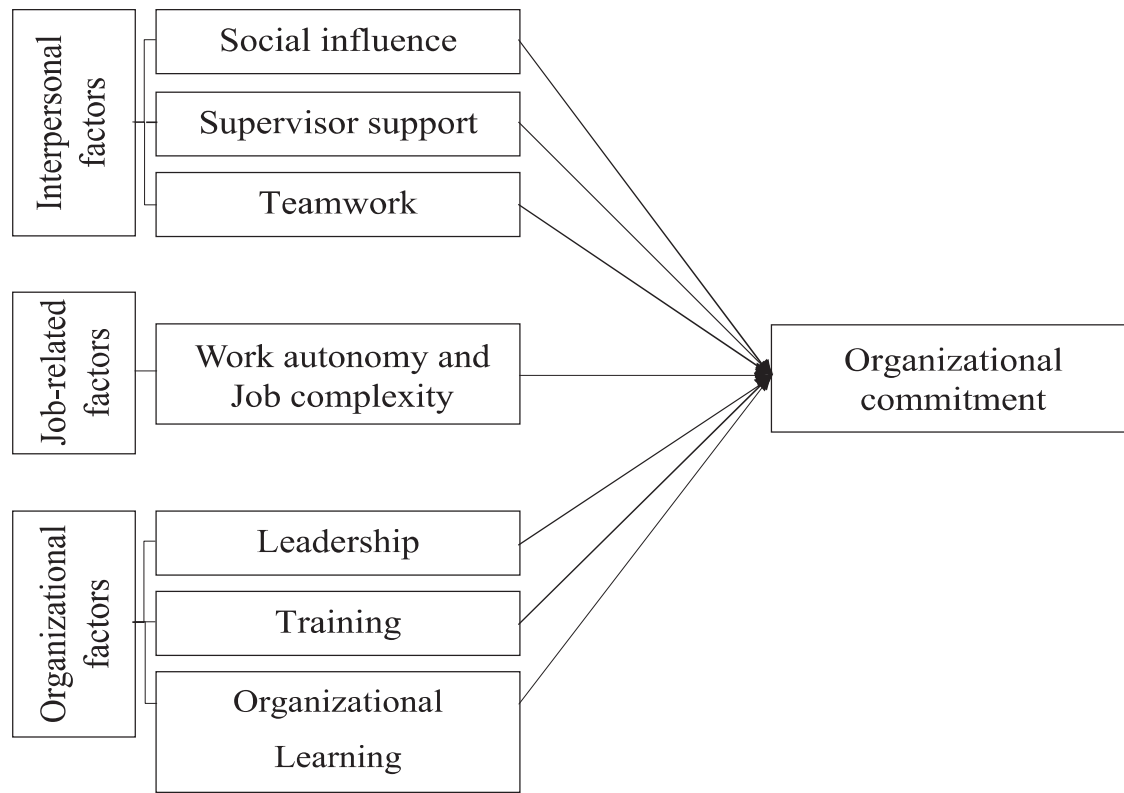 Interpersonal
factors
Social influence
Supervisor support
Teamwork
Job-related
factors
Work autonomy and
Job complexity
Organizational
commitment
Organizational
factors
Leadership
Training
Organizational
Learning